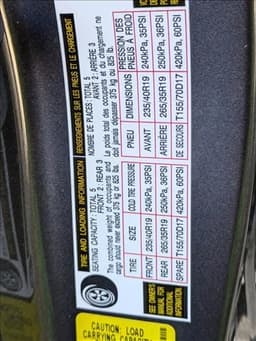 TIRE AND LOADING INFORMATION
SEATING CAPACITY TOTAL 5
FRONT 2 : REAR 3
The combined weight of occupants and
cargo should never exceed 375 kg or 825 lbs.
TIRE SIZE COLD TIRE PRESSURE
FRONT 235/40R19 240kPa, 35PSI
REAR 265/35R19 250kPa, 36PSI
SPARE T155/70D17 420kPa, 60PSI
SEE OWNER'S
MANUAL FOR
ADDITIONAL
INFORMATION
RENSEIGNEMENTS SUR LES PNEUS ET LE CHARGEMENT
NOMBRE DE PLACES TOTAL 5
AVANT 2 : ARRIÈRE 3
Le poids total des occupants et du chargement ne
doit jamais dépasser 375 kg ou 825 lb.
PNEU DIMENSIONS PRESSION DES
PNEUS À FROID
AVANT 235/40R19 240kPa, 35PSI
ARRIÈRE 265/35R19 250kPa, 36PSI
DE SECOURS T155/70D17 420kPa, 60PSI
CAUTION: LOAD
CARRYING CAPACITY